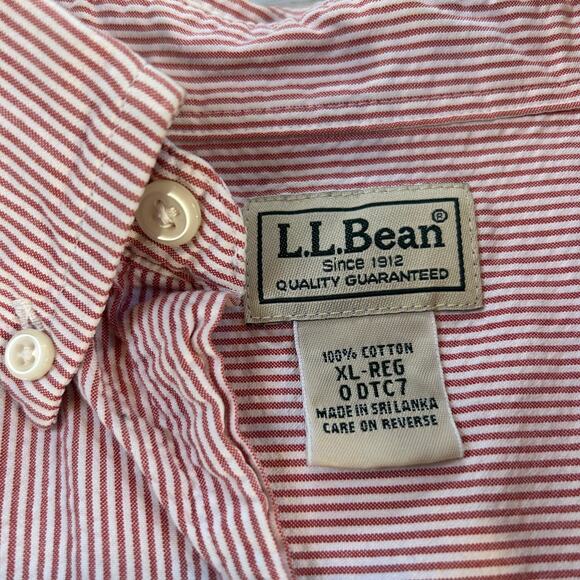 L.L.Bean®
Since 1912
QUALITY GUARANTEED
100% COTTON
XL-REG
0 DTC7
MADE IN SRI LANKA
CARE ON REVERSE